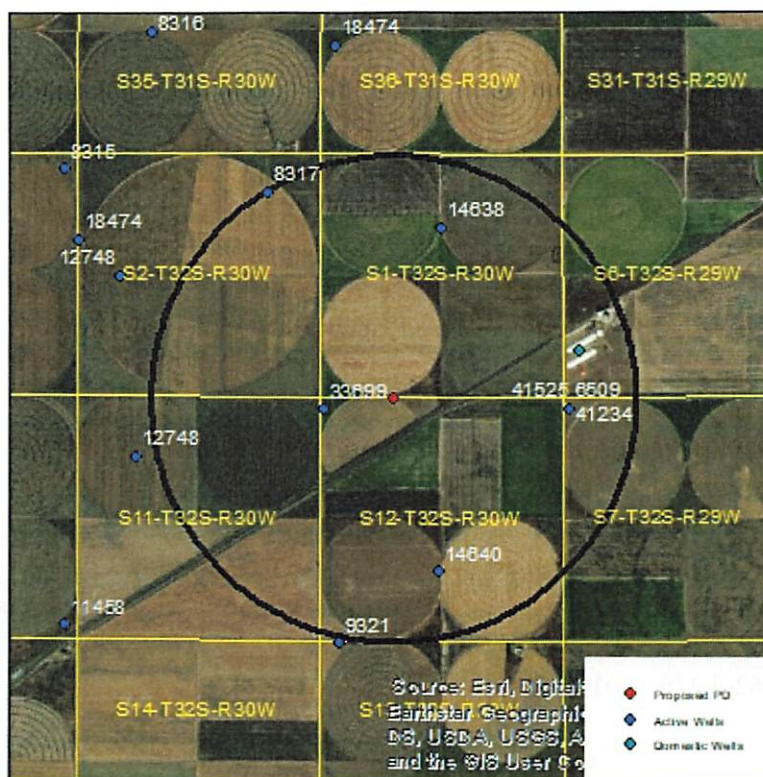 8316
18474
S35-T31S-R30W
S36-T31S-R30W
S31-T31S-R29W
8315
8317
18474
14638
12748
S2-T32S-R30W
S1-T32S-R30W
S6-T32S-R29W
33699
41525 6509
41234
12748
S11-T32S-R30W
S12-T32S-R30W
S7-T32S-R29W
14640
11458
9321
S14-T32S-R30W
Source: Esri, Digital
Earthstar Geographi
DS, USDA, USGS, A
and the GIS User Co
Proposed PD
Active Wells
Domestic Wells